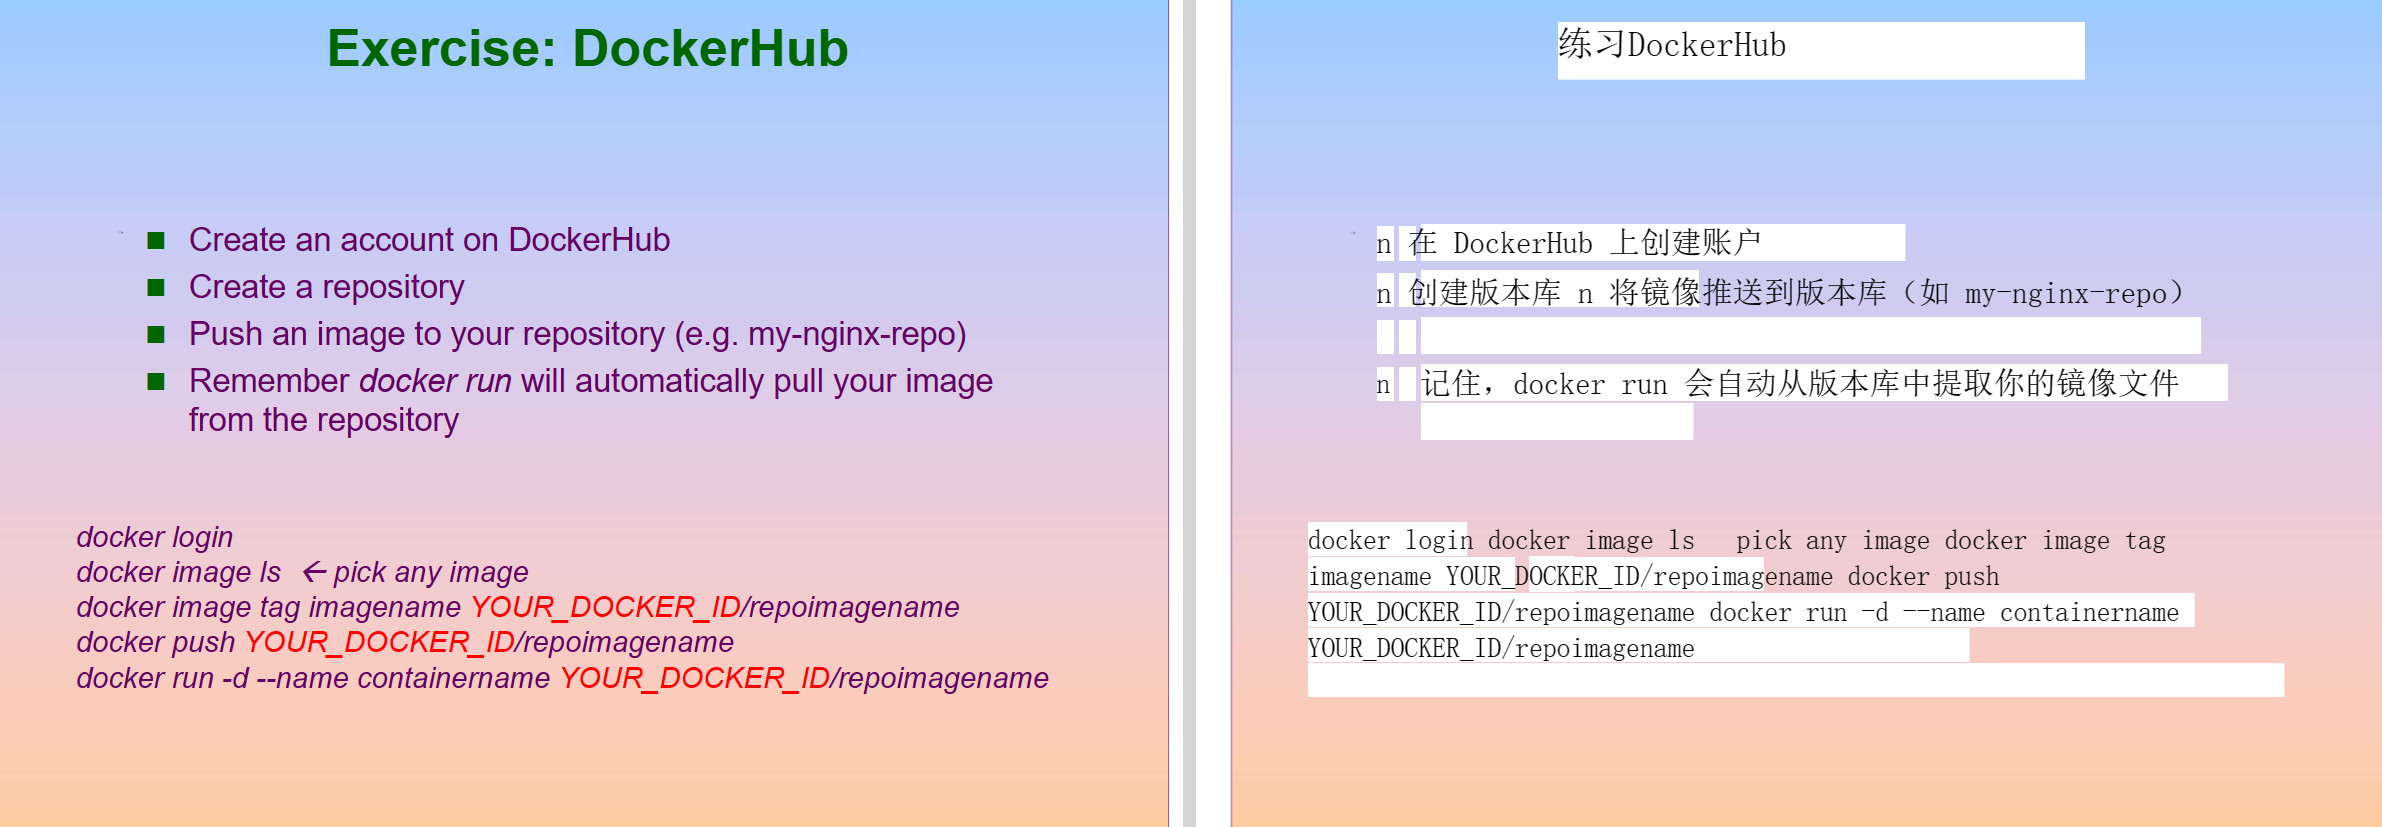 Exercise: DockerHub
Create an account on DockerHub
Create a repository
Push an image to your repository (e.g. my-nginx-repo)
Remember docker run will automatically pull your image
from the repository
docker login
docker image ls ← pick any image
docker image tag imagename YOUR_DOCKER_ID/repoimagename
docker push YOUR_DOCKER_ID/repoimagename
docker run -d --name containername YOUR_DOCKER_ID/repoimagename
练习DockerHub
n 在 DockerHub 上创建账户
n 创建版本库 n 将镜像推送到版本库（如 my-nginx-repo）
n 记住，docker run 会自动从版本库中提取你的镜像文件
docker login docker image ls pick any image docker image tag
imagename YOUR_DOCKER_ID/repoimagename docker push
YOUR_DOCKER_ID/repoimagename docker run -d --name containername
YOUR_DOCKER_ID/repoimagename